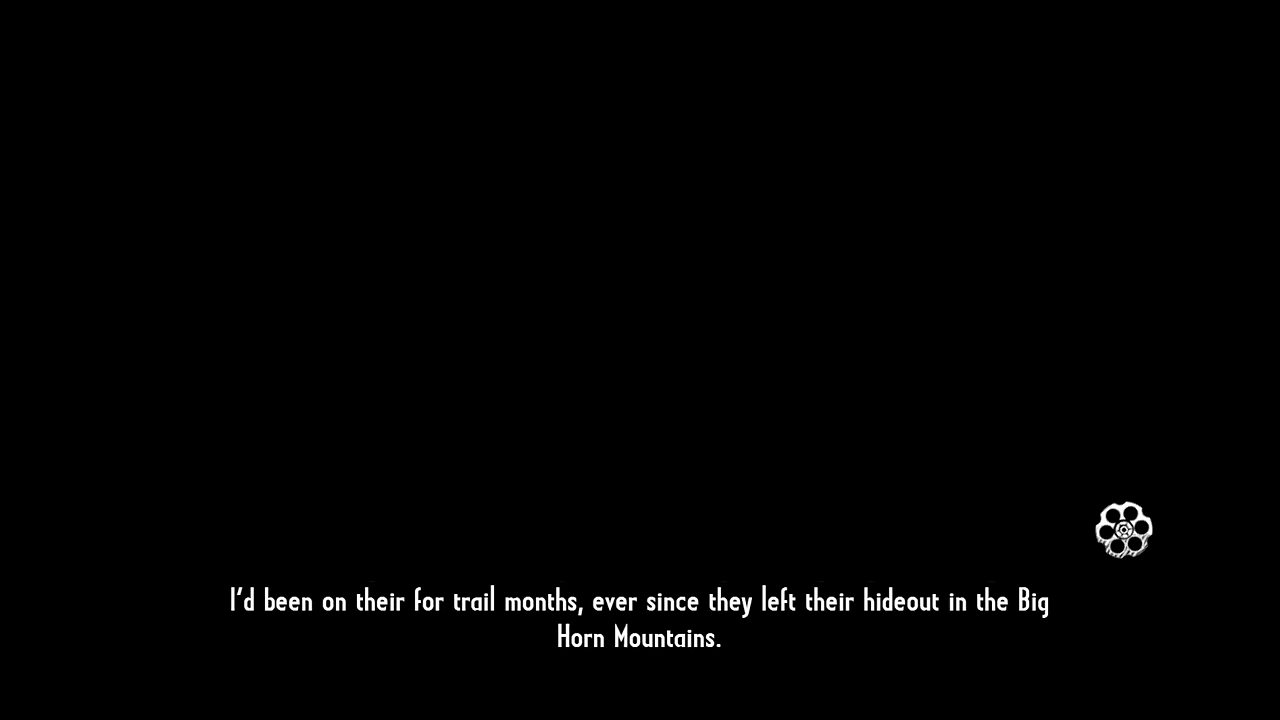 I'd been on their for trail months, ever since they left their hideout in the Big
Horn Mountains.